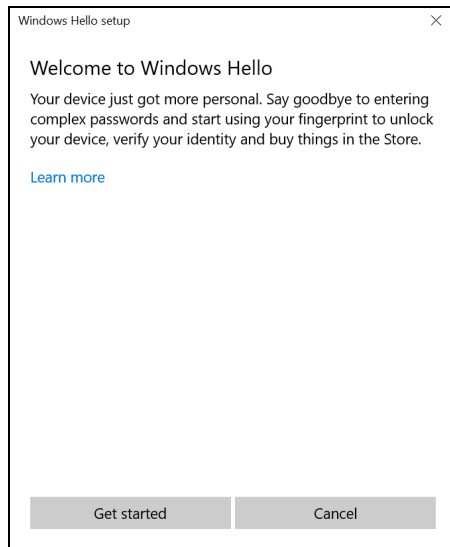 Windows Hello setup
Welcome to Windows Hello
Your device just got more personal. Say goodbye to entering
complex passwords and start using your fingerprint to unlock
your device, verify your identity and buy things in the Store.
Learn more
Get started
Cancel